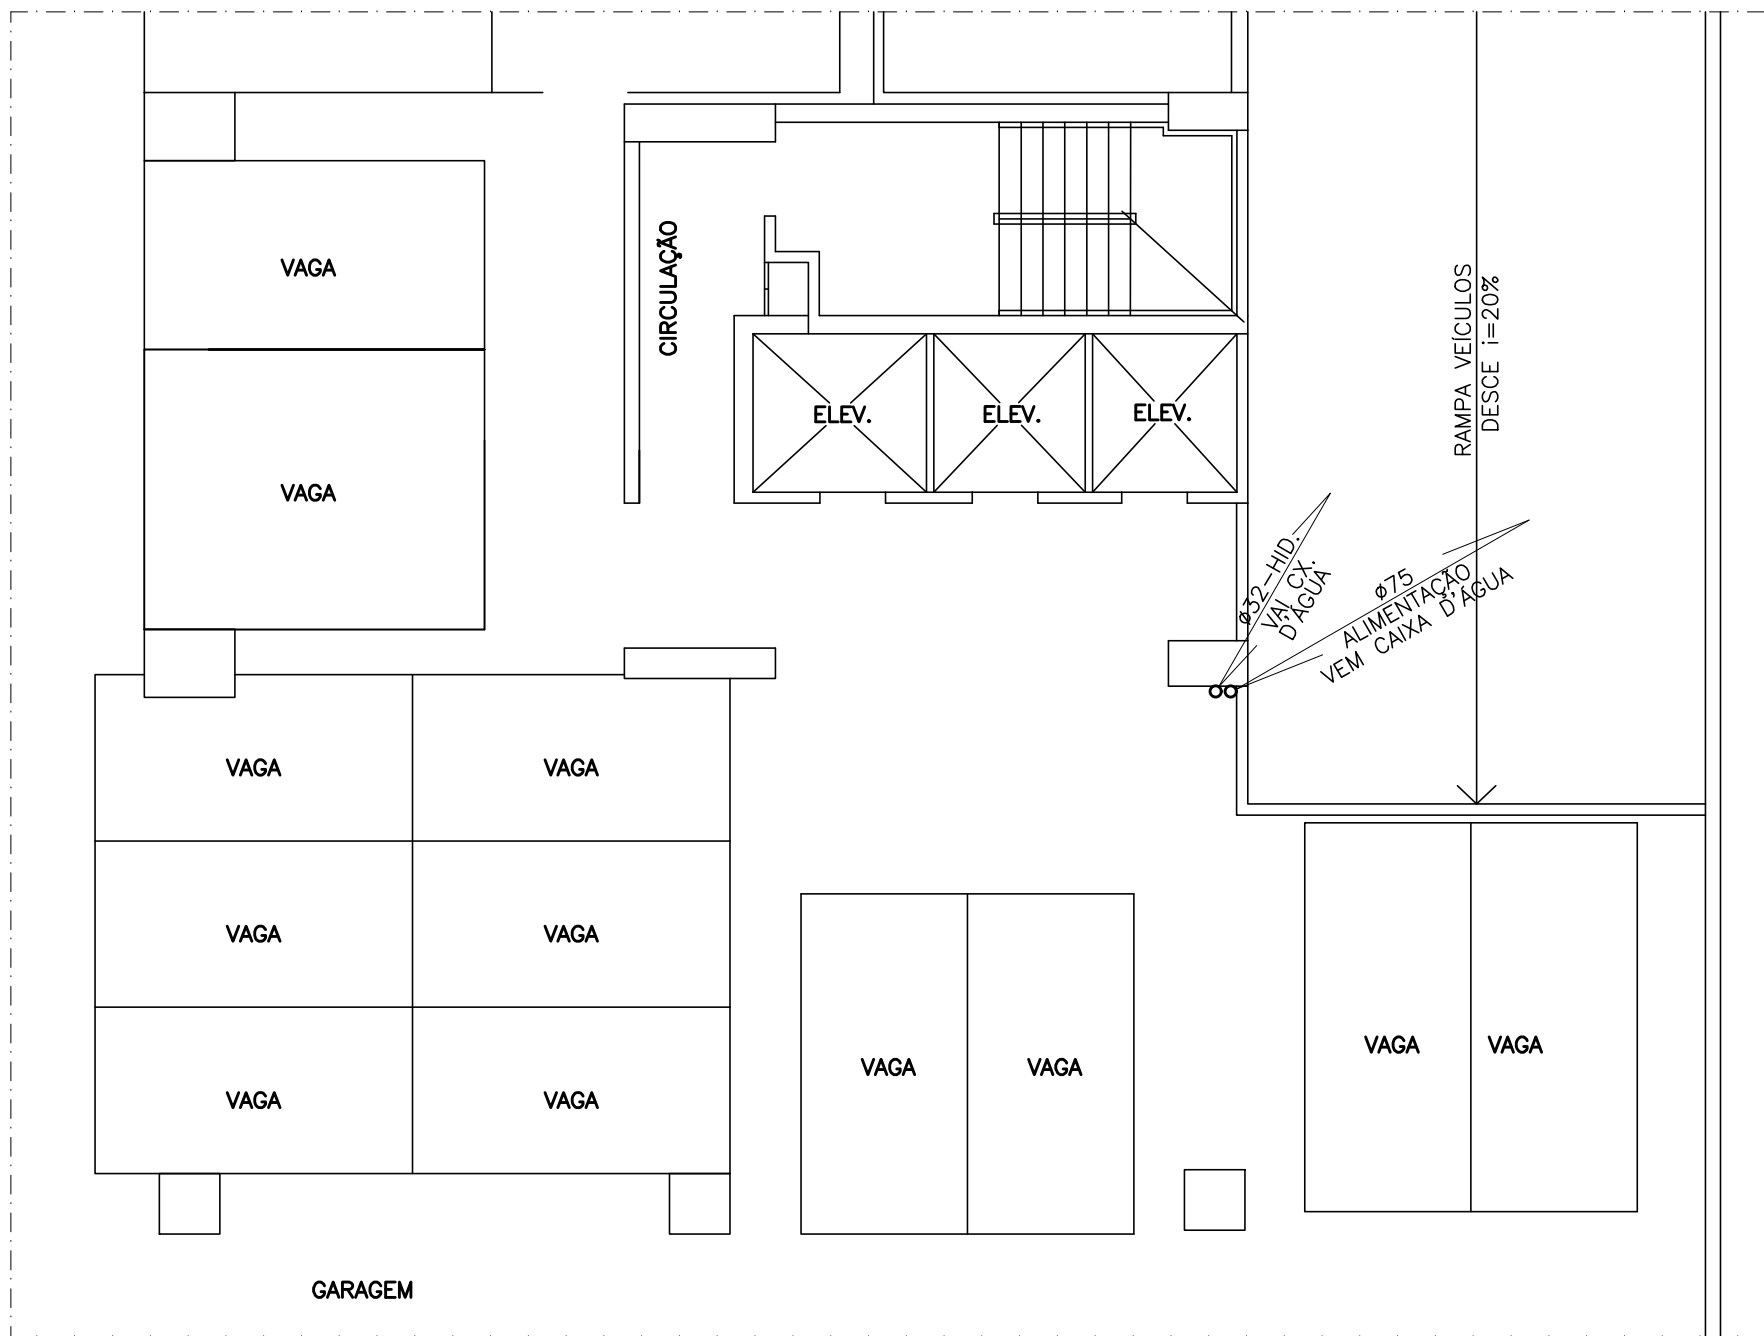 VAGA
CIRCULAÇÃO
RAMPA VEÍCULOS
DESCE i=20%
ELEV.
ELEV.
ELEV.
VAGA
ø32-HID.
VAI CX.
D'ÁGUA
ø75
ALIMENTAÇÃO
VEM CAIXA D'ÁGUA
VAGA
VAGA
VAGA
VAGA
VAGA
VAGA
VAGA
VAGA
VAGA
VAGA
GARAGEM